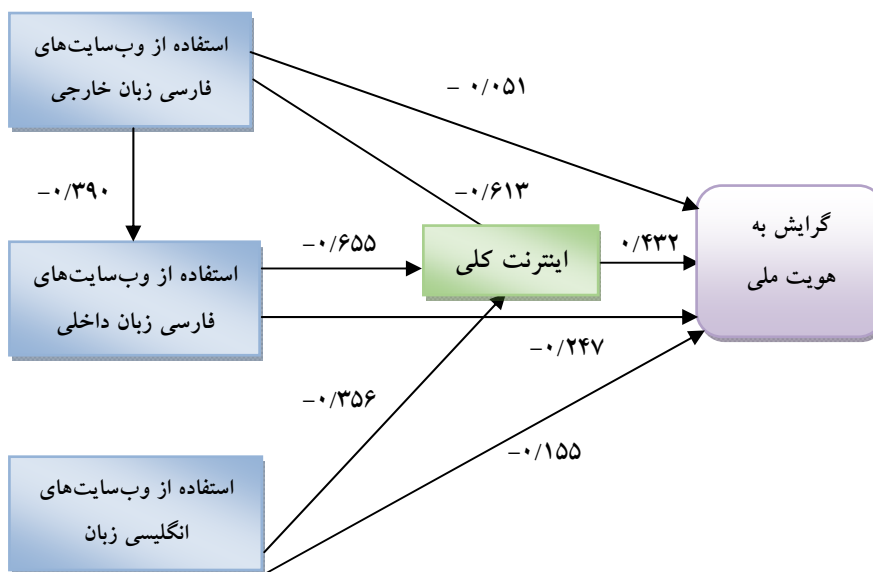 استفاده از وب‌سایت‌های
فارسی زبان خارجی
– ۰/۰۵۱
–۰/۳۹۰
–۰/۶۱۳
گرایش به
هویت ملی
استفاده از وب‌سایت‌های
فارسی زبان داخلی
–۰/۶۵۵
اینترنت کلی
۰/۴۳۲
–۰/۲۴۷
–۰/۳۵۶
–۰/۱۵۵
استفاده از وب‌سایت‌های
انگلیسی زبان